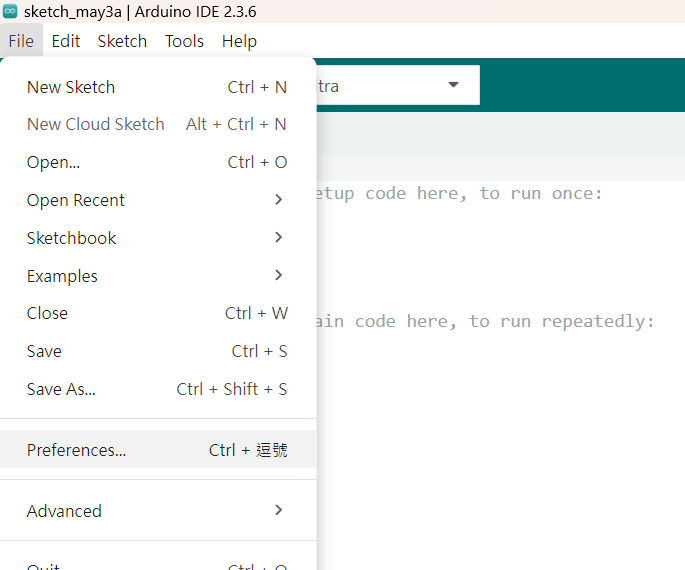 sketch_may3a | Arduino IDE 2.3.6
File Edit Sketch Tools Help
New Sketch Ctrl + N
New Cloud Sketch Alt + Ctrl + N
Open... Ctrl + O
Open Recent
Sketchbook
Examples
Close Ctrl + W
Save Ctrl + S
Save As... Ctrl + Shift + S
Preferences... Ctrl + 逗號
Advanced
Quit Ctrl + Q
tra
etup code here, to run once:
ain code here, to run repeatedly: